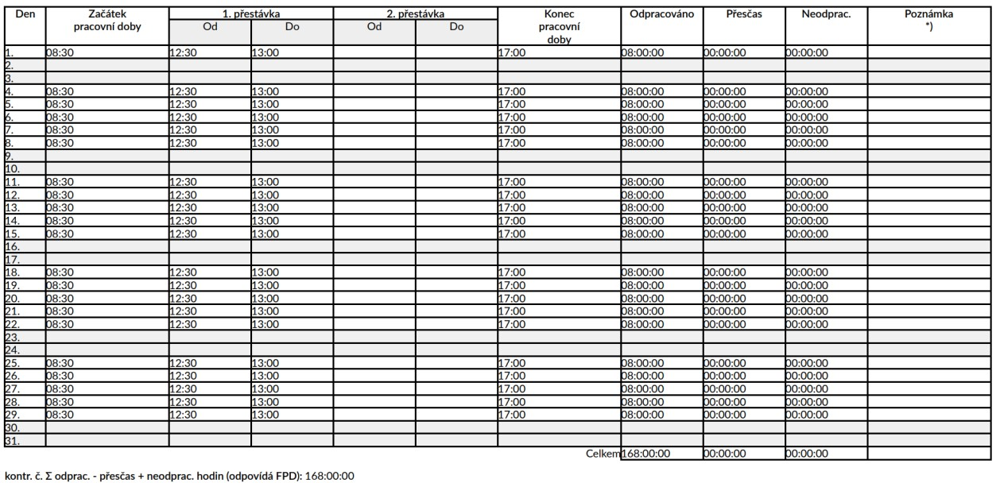 Den Začátek pracovní doby 1. přestávka 2. přestávka Konec pracovní doby Odpracováno Přesčas Neodprac. Poznámka *)
Od Do Od Do
1. 08:30 12:30 13:00 17:00 08:00:00 00:00:00 00:00:00
2.
3.
4. 08:30 12:30 13:00 17:00 08:00:00 00:00:00 00:00:00
5. 08:30 12:30 13:00 17:00 08:00:00 00:00:00 00:00:00
6. 08:30 12:30 13:00 17:00 08:00:00 00:00:00 00:00:00
7. 08:30 12:30 13:00 17:00 08:00:00 00:00:00 00:00:00
8. 08:30 12:30 13:00 17:00 08:00:00 00:00:00 00:00:00
9.
10.
11. 08:30 12:30 13:00 17:00 08:00:00 00:00:00 00:00:00
12. 08:30 12:30 13:00 17:00 08:00:00 00:00:00 00:00:00
13. 08:30 12:30 13:00 17:00 08:00:00 00:00:00 00:00:00
14. 08:30 12:30 13:00 17:00 08:00:00 00:00:00 00:00:00
15. 08:30 12:30 13:00 17:00 08:00:00 00:00:00 00:00:00
16.
17.
18. 08:30 12:30 13:00 17:00 08:00:00 00:00:00 00:00:00
19. 08:30 12:30 13:00 17:00 08:00:00 00:00:00 00:00:00
20. 08:30 12:30 13:00 17:00 08:00:00 00:00:00 00:00:00
21. 08:30 12:30 13:00 17:00 08:00:00 00:00:00 00:00:00
22. 08:30 12:30 13:00 17:00 08:00:00 00:00:00 00:00:00
23.
24.
25. 08:30 12:30 13:00 17:00 08:00:00 00:00:00 00:00:00
26. 08:30 12:30 13:00 17:00 08:00:00 00:00:00 00:00:00
27. 08:30 12:30 13:00 17:00 08:00:00 00:00:00 00:00:00
28. 08:30 12:30 13:00 17:00 08:00:00 00:00:00 00:00:00
29. 08:30 12:30 13:00 17:00 08:00:00 00:00:00 00:00:00
30.
31.
Celkem 168:00:00 00:00:00 00:00:00
kontr. č. Σ odprac. - přesčas + neodprac. hodin (odpovídá FPD): 168:00:00